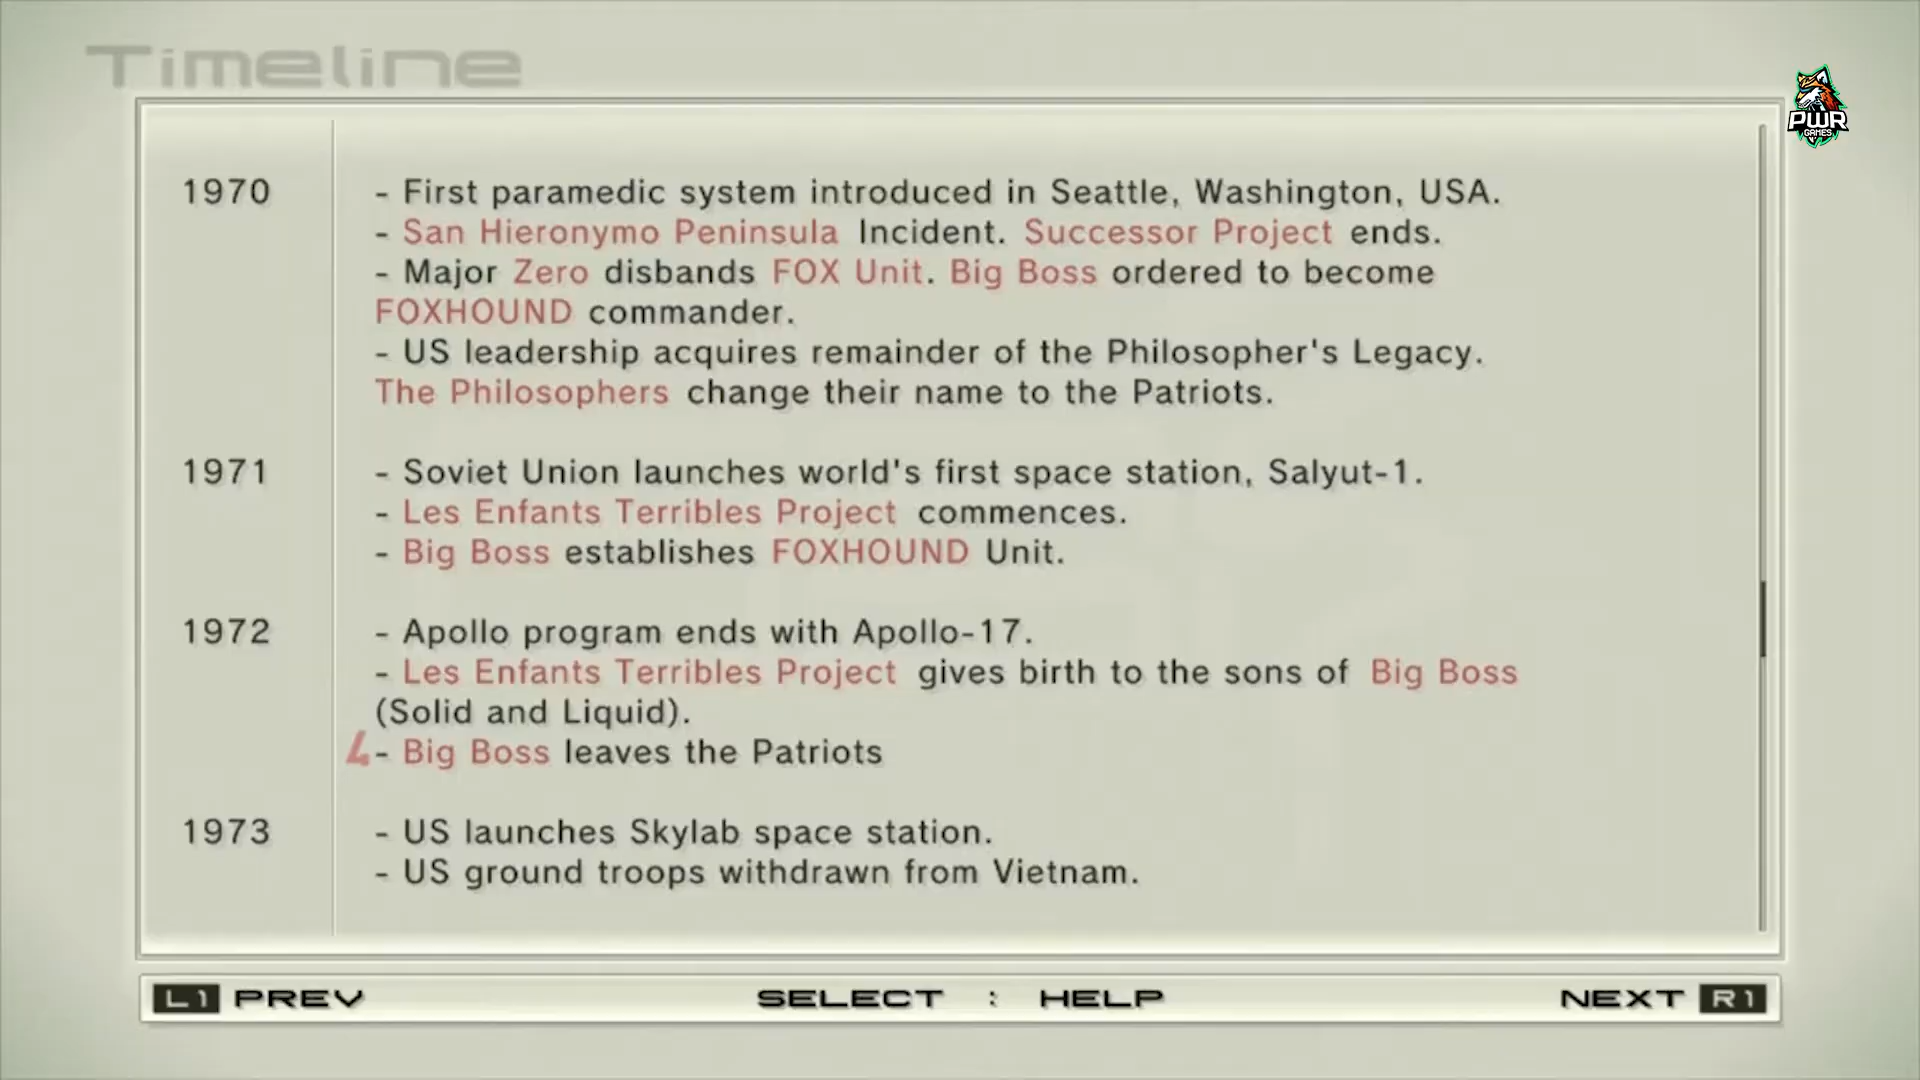 Timeline
PWR
GAMES
1970
- First paramedic system introduced in Seattle, Washington, USA.
- San Hieronymo Peninsula Incident. Successor Project ends.
- Major Zero disbands FOX Unit. Big Boss ordered to become
FOXHOUND commander.
- US leadership acquires remainder of the Philosopher's Legacy.
The Philosophers change their name to the Patriots.
1971
- Soviet Union launches world's first space station, Salyut-1.
- Les Enfants Terribles Project commences.
- Big Boss establishes FOXHOUND Unit.
1972
- Apollo program ends with Apollo-17.
- Les Enfants Terribles Project gives birth to the sons of Big Boss
(Solid and Liquid).
4- Big Boss leaves the Patriots
1973
- US launches Skylab space station.
- US ground troops withdrawn from Vietnam.
L1 PREV SELECT : HELP NEXT R1